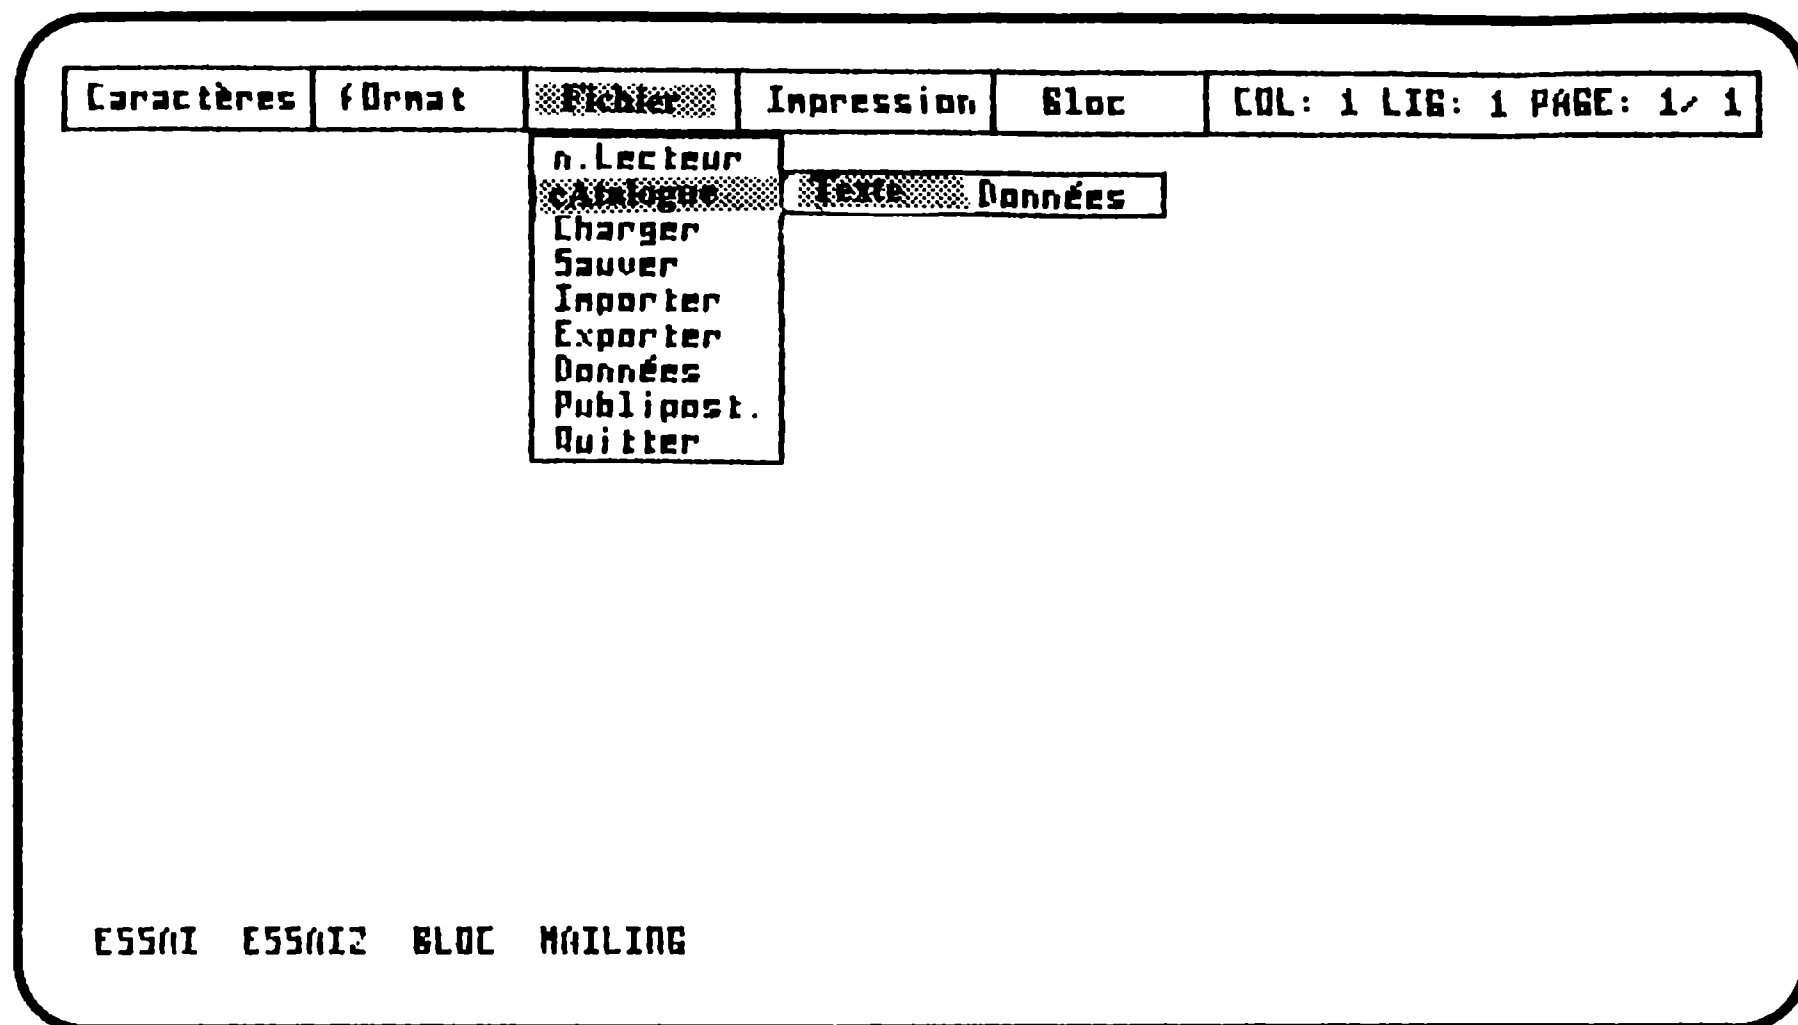 Caractères fOrmat Fichier Impression Bloc COL: 1 LIG: 1 PAGE: 1/ 1
n.Lecteur
cAtalogue Texte Données
Charger
Sauver
Importer
Exporter
Données
Publipost.
Quitter
ESSAI ESSAI2 BLOC MAILING